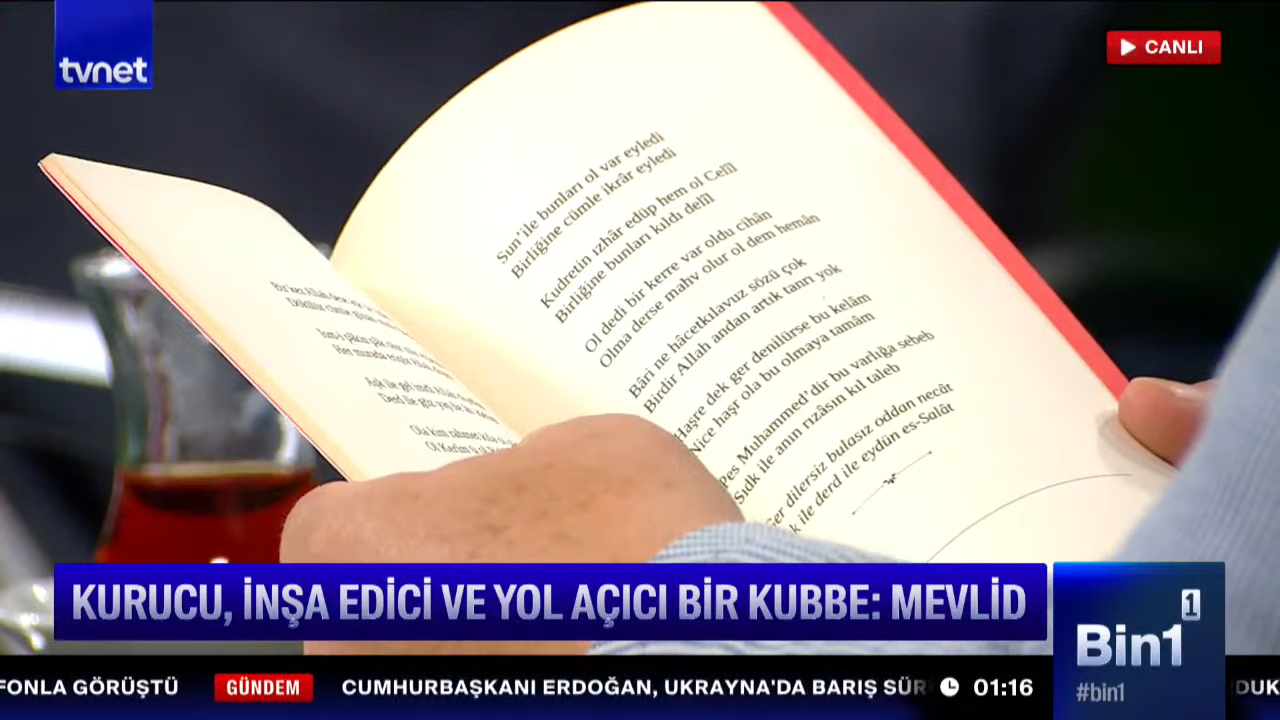 tvnet
CANLI
Sun'ile bunları ol var eyledi
Birliğine cümle ikrâr eyledi
Kudretin ızhâr edüp hem ol Celîl
Birliğine bunları kıldı delîl
Ol dedi bir kerre var oldu cihân
Olma derse mahv olur ol dem hemân
Bâri ne hâcetkılavuz sözü çok
Birdir Allah andan artık tanrı yok
Haşre dek ger denilürse bu kelâm
Nice haşr ola bu olmaya tamâm
Pes Muhammed'dir bu varlığa sebeb
Sıdk ile anın rızâsın kıl taleb
Ger dilersiz bulasız oddan necât
ile derd ile eydün es-Salât
KURUCU, İNŞA EDİCİ VE YOL AÇICI BİR KUBBE: MEVLİD
Bin1
1
#bin1
FONLA GÖRÜŞTÜ
GÜNDEM
CUMHURBAŞKANI ERDOĞAN, UKRAYNA'DA BARIŞ SÜR
01:16
DUK